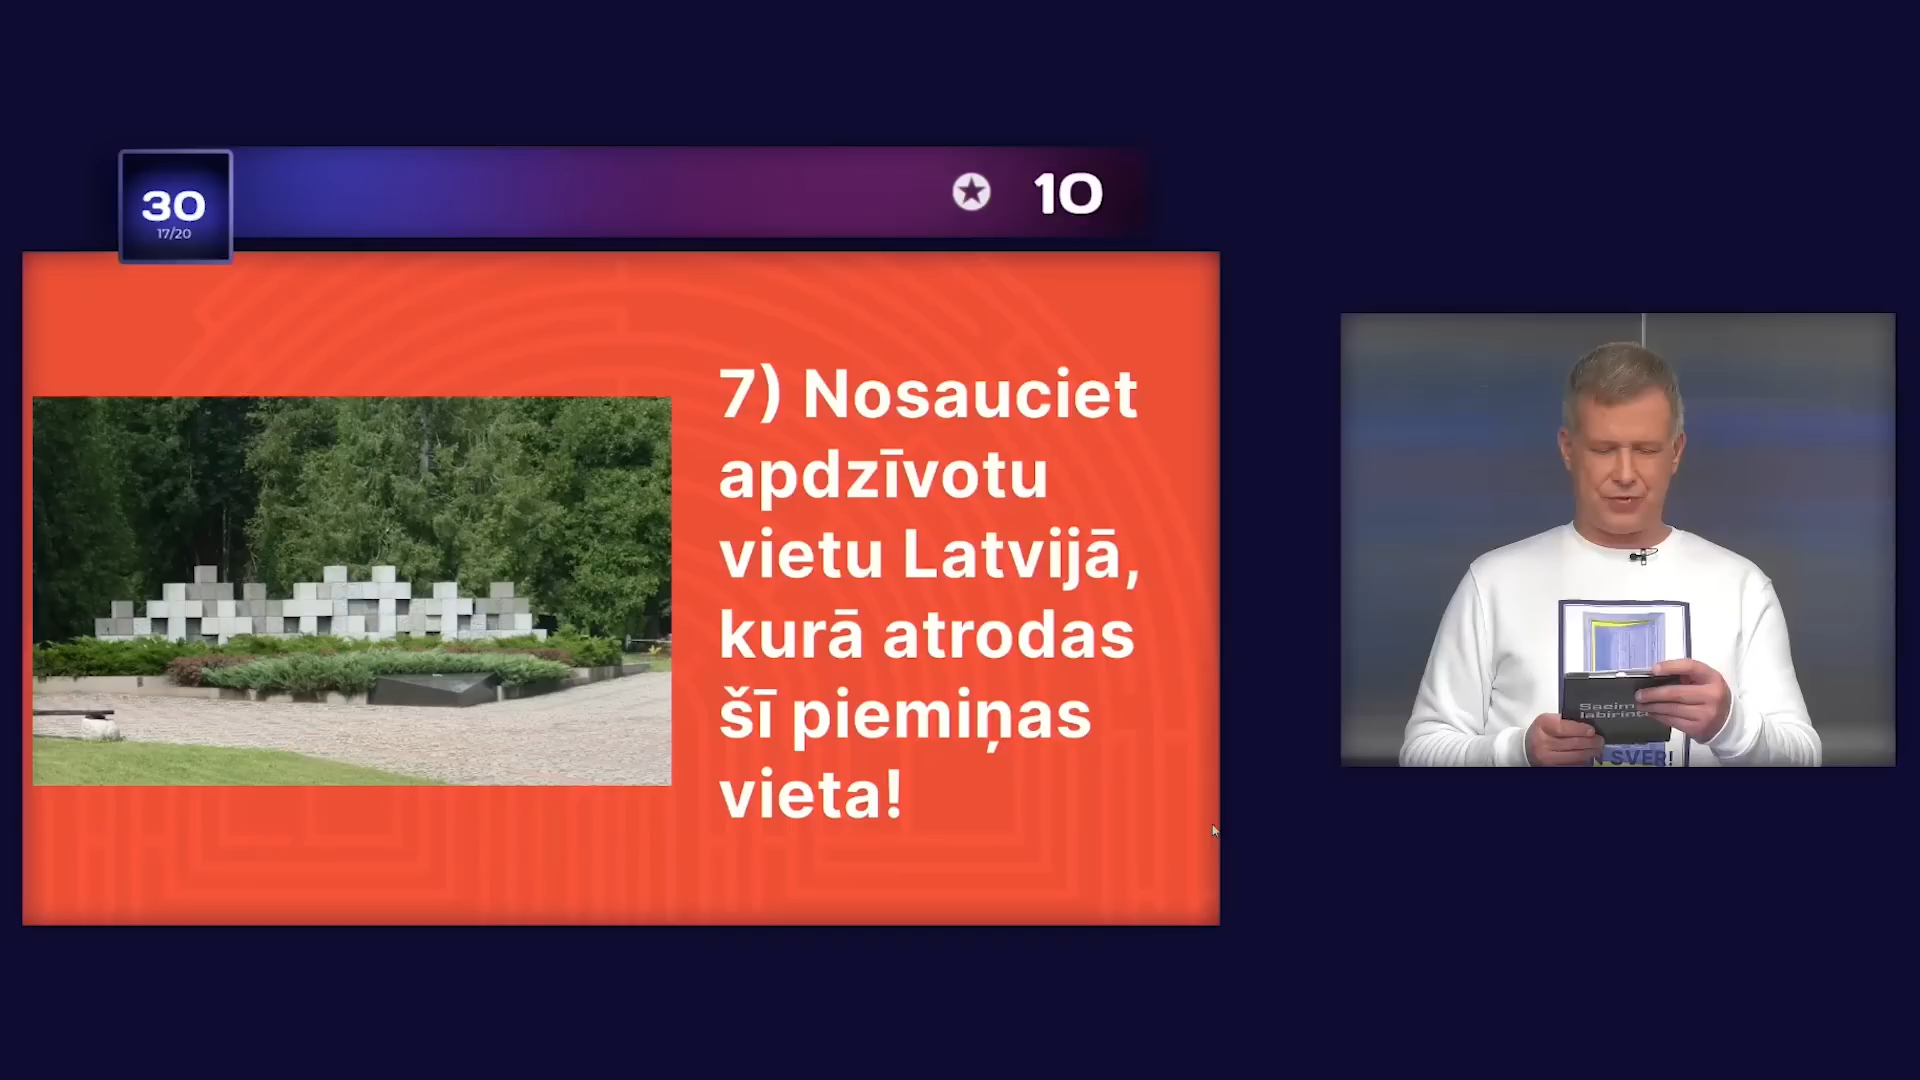 30
17/20
10
7) Nosauciet
apdzīvotu
vietu Latvijā,
kurā atrodas
šī piemiņas
vieta!
SVER!